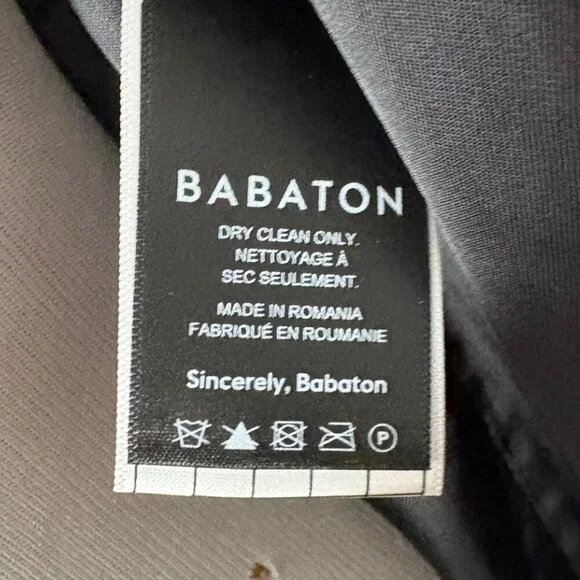 BABATON
DRY CLEAN ONLY.
NETTOYAGE À
SEC SEULEMENT.
MADE IN ROMANIA
FABRIQUÉ EN ROUMANIE
Sincerely, Babaton
P